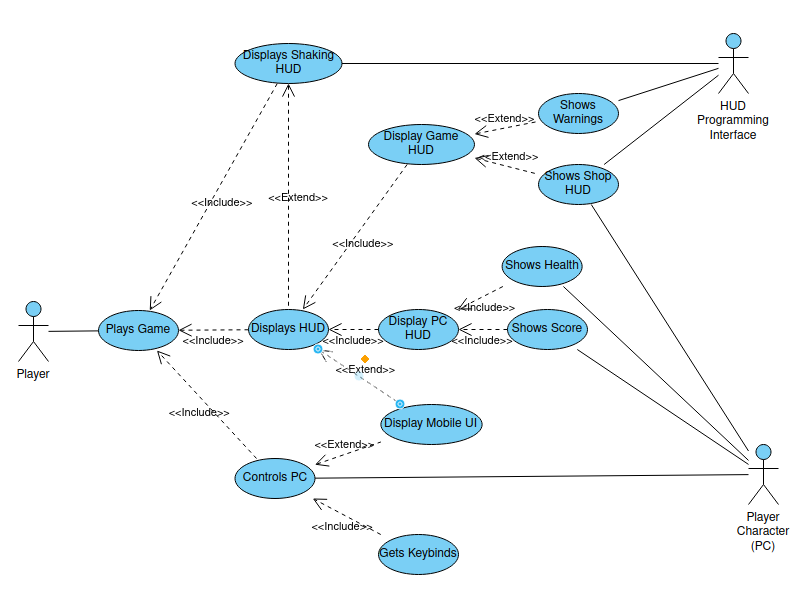 Displays Shaking
HUD
HUD
Programming
Interface
<<Extend>>
Shows
Warnings
Display Game
HUD
<<Extend>>
Shows Shop
HUD
<<Include>>
<<Extend>>
<<Include>>
Shows Health
<<Include>>
Plays Game
Displays HUD
Display PC
HUD
Shows Score
<<Include>>
<<Include>>
<<Include>>
Player
<<Extend>>
<<Include>>
Display Mobile UI
<<Extend>>
Controls PC
Player
Character
(PC)
<<Include>>
Gets Keybinds